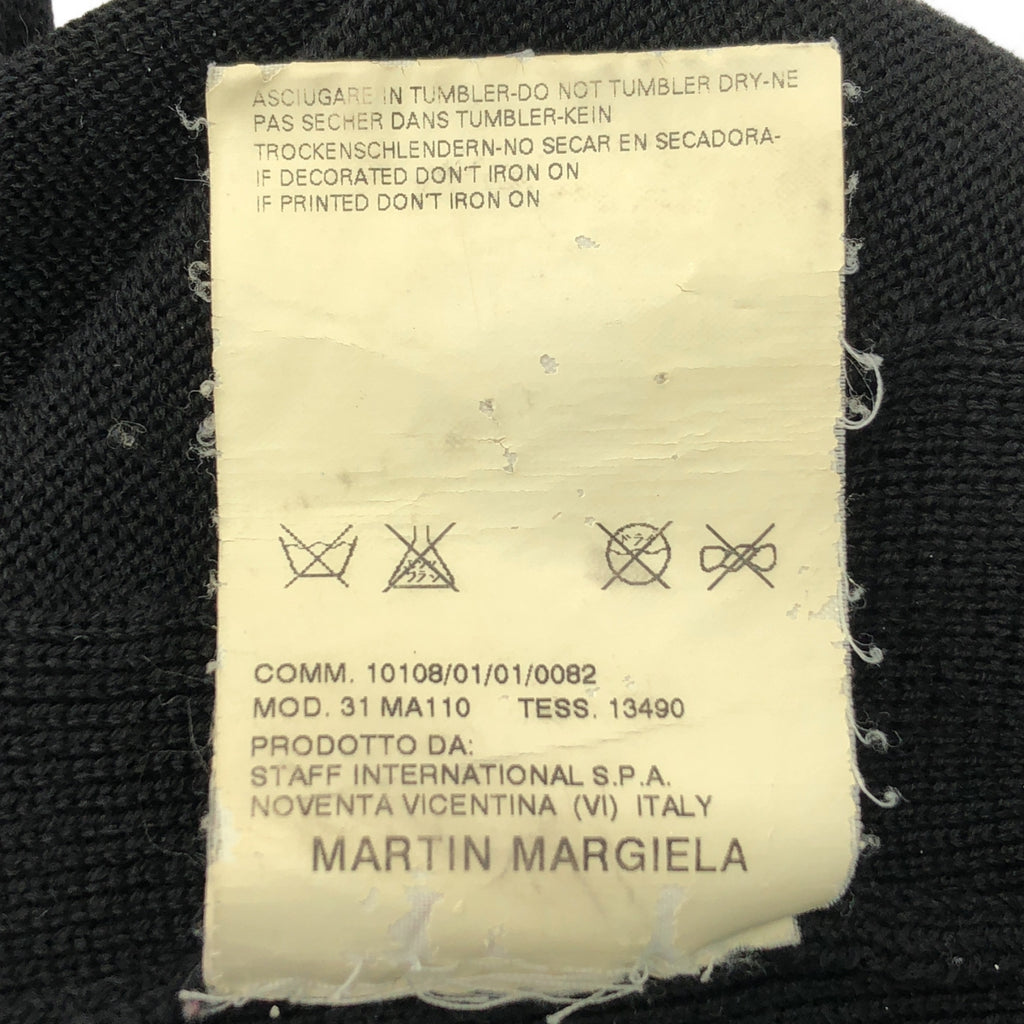 ASCIUGARE IN TUMBLER-DO NOT TUMBLER DRY-NE
PAS SECHER DANS TUMBLER-KEIN
TROCKENSCHLENDERN-NO SECAR EN SECADORA-
IF DECORATED DON'T IRON ON
IF PRINTED DON'T IRON ON
COMM. 10108/01/01/0082
MOD. 31 MA110 TESS. 13490
PRODOTTO DA:
STAFF INTERNATIONAL S.P.A.
NOVENTA VICENTINA (VI) ITALY
MARTIN MARGIELA